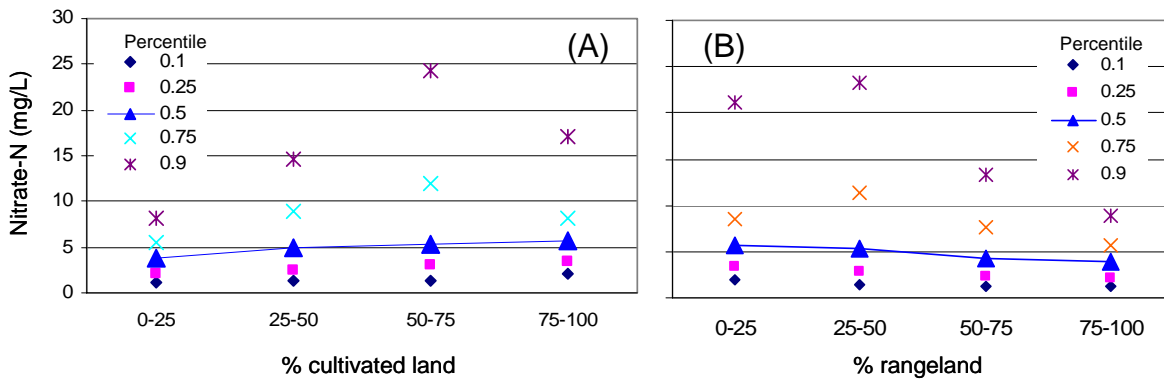 Nitrate-N (mg/L)
30
25
20
15
10
5
0
Percentile
0.1
0.25
0.5
0.75
0.9
(A)
0-25 25-50 50-75 75-100
% cultivated land
(B)
Percentile
0.1
0.25
0.5
0.75
0.9
0-25 25-50 50-75 75-100
% rangeland